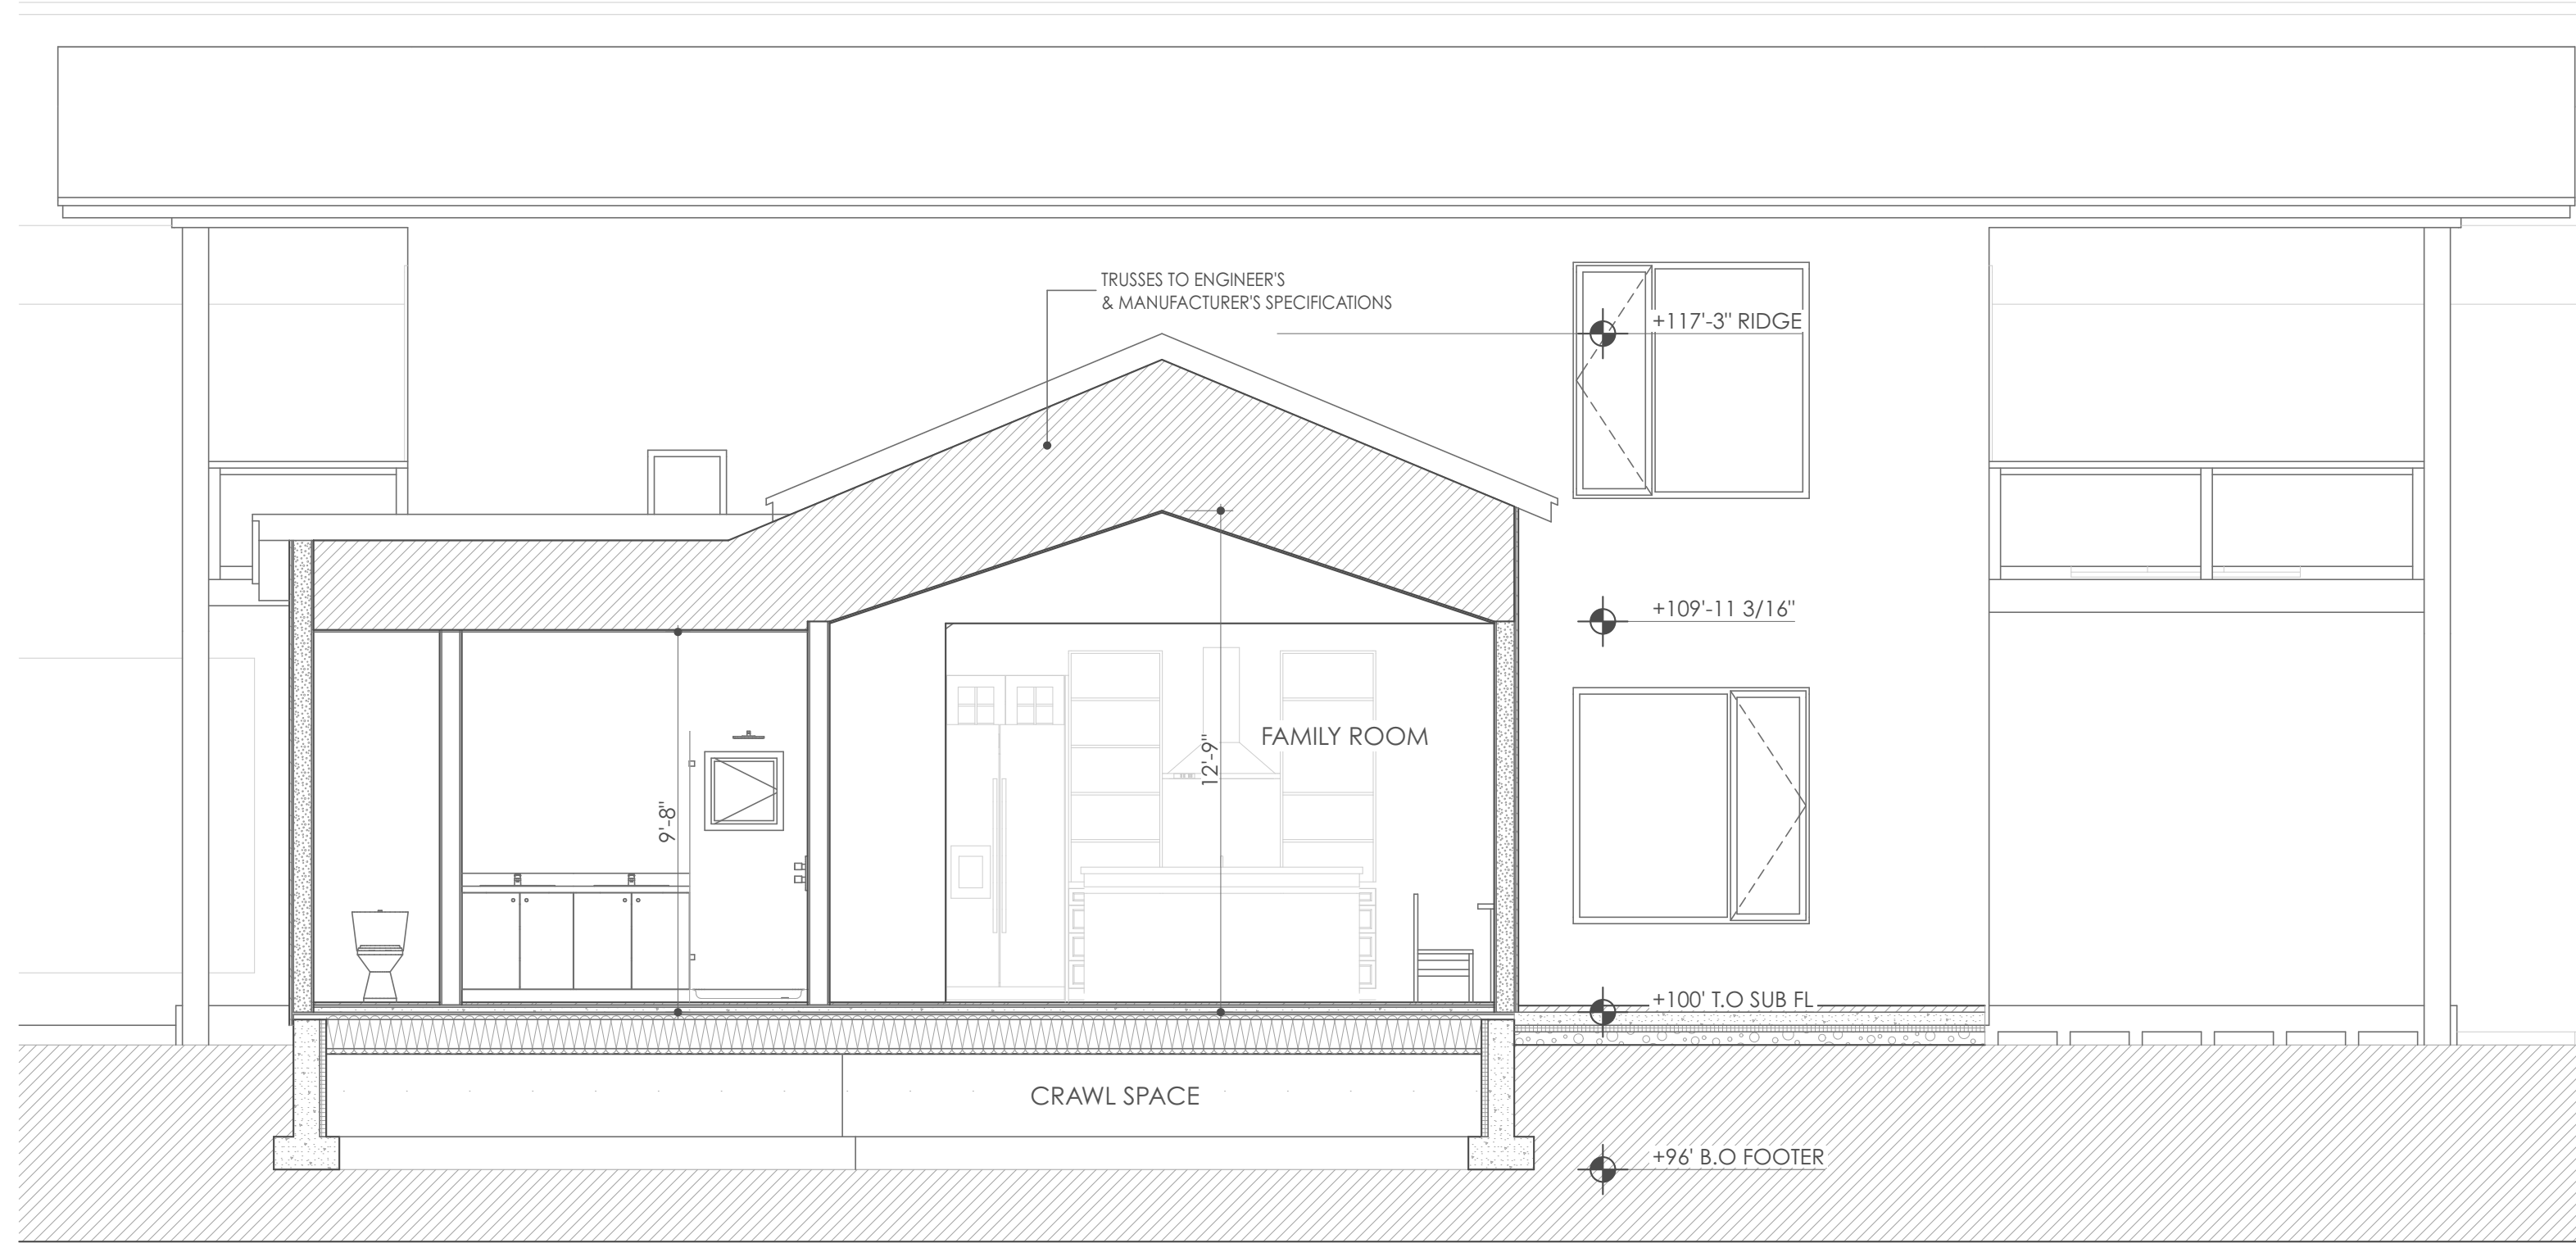 TRUSSES TO ENGINEER'S
& MANUFACTURER'S SPECIFICATIONS
+117'-3" RIDGE
+109'-11 3/16"
FAMILY ROOM
12'-9"
9'-8"
+100' T.O SUB FL
CRAWL SPACE
+96' B.O FOOTER